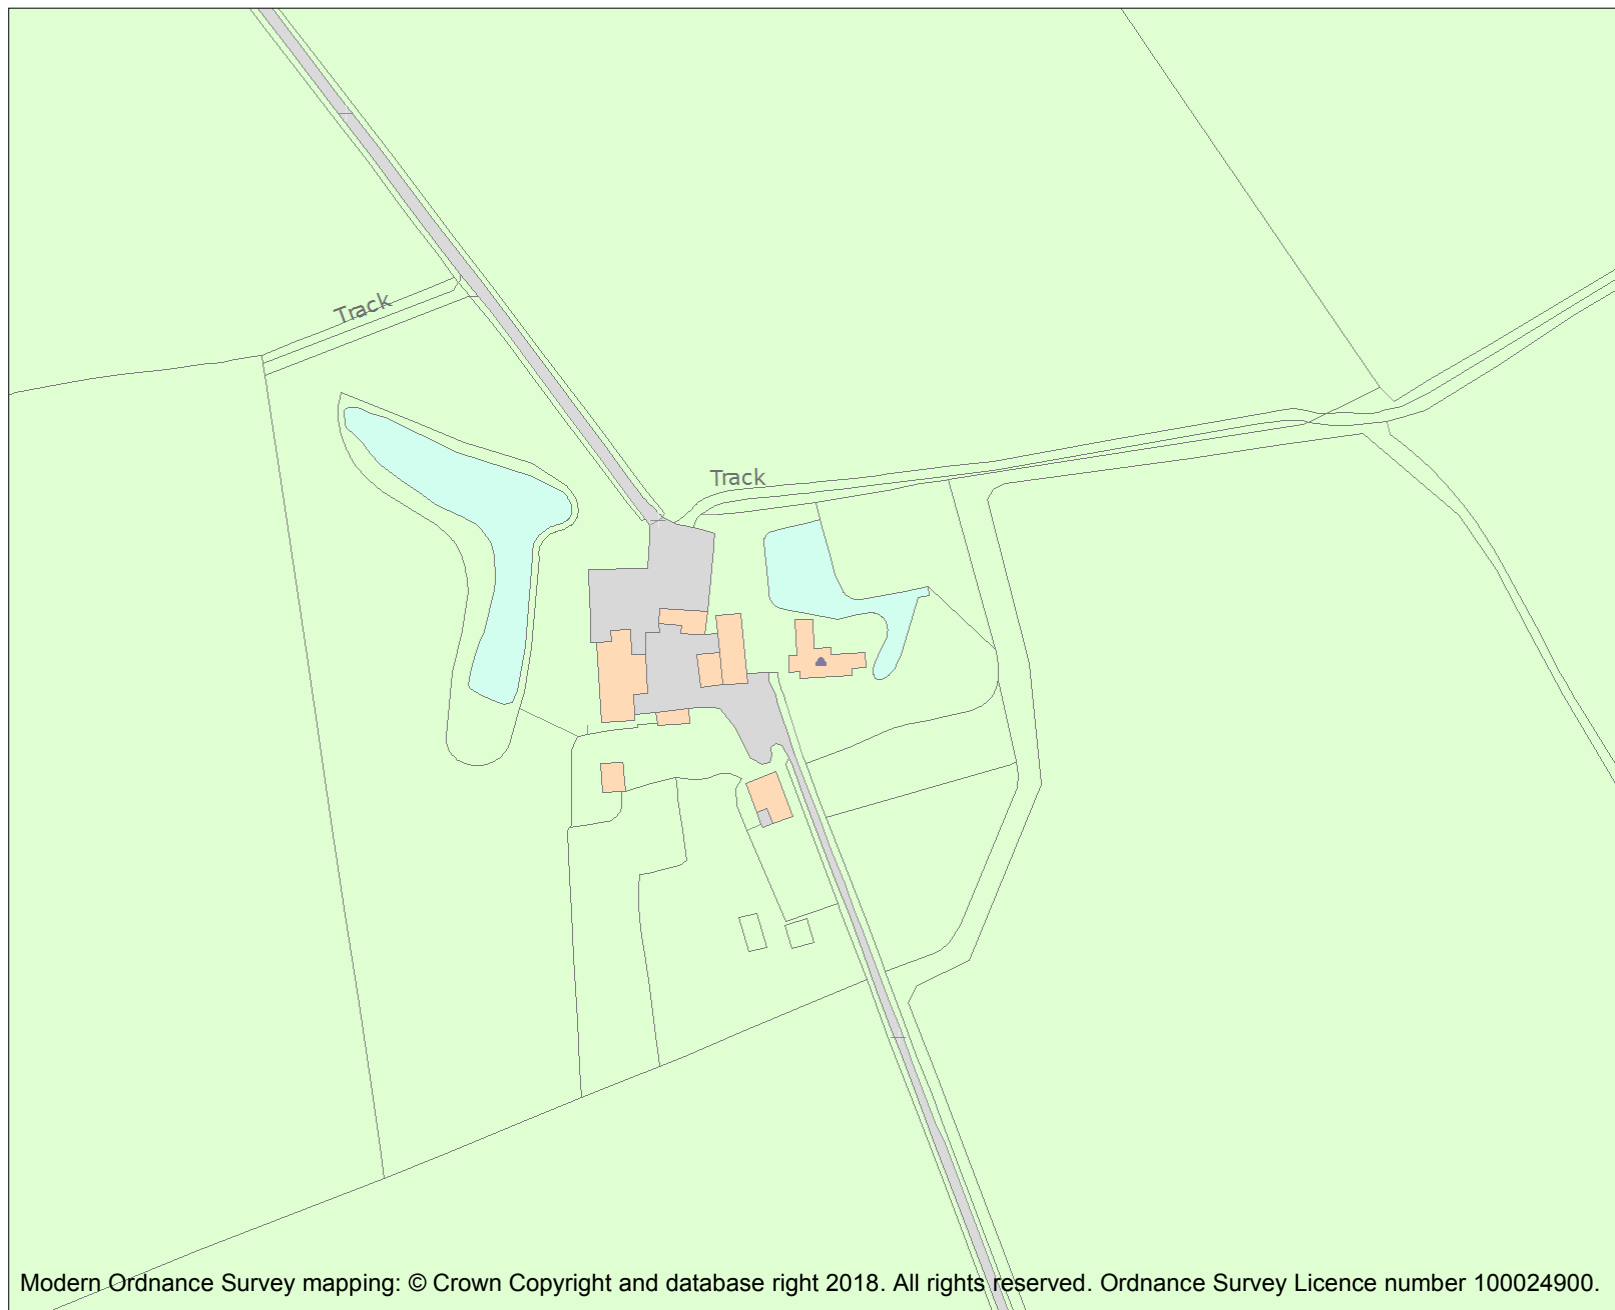 Track
Track
Modern Ordnance Survey mapping: © Crown Copyright and database right 2018. All rights reserved. Ordnance Survey Licence number 100024900.